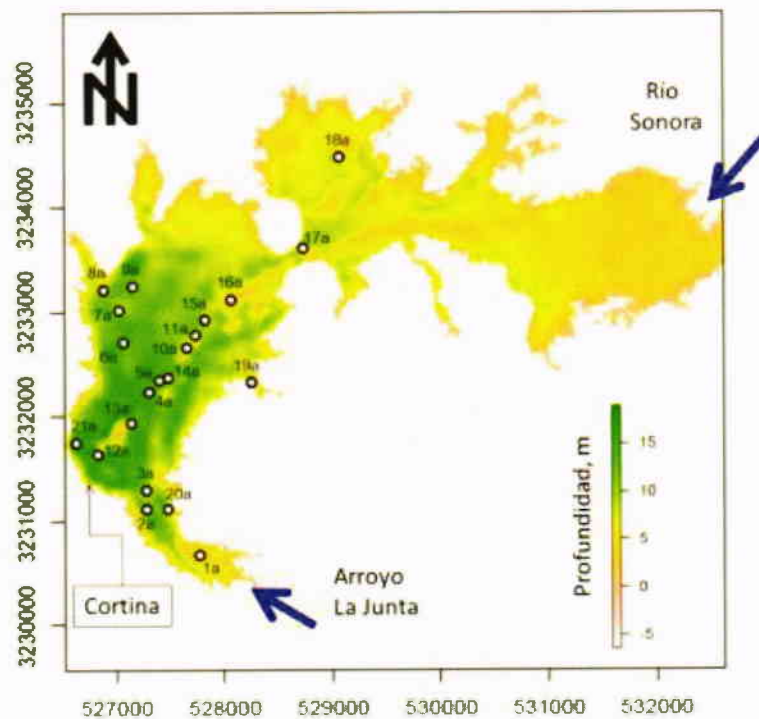 N
Río
Sonora
3235000
3234000
3233000
3232000
3231000
3230000
18a
17a
8a
9a
16a
7a
15a
11a
6a
10a
5a
14a
19a
4a
13a
21a
12a
3a
20a
2a
1a
Cortina
Arroyo
La Junta
Profundidad, m
15
10
5
0
-5
527000 528000 529000 530000 531000 532000